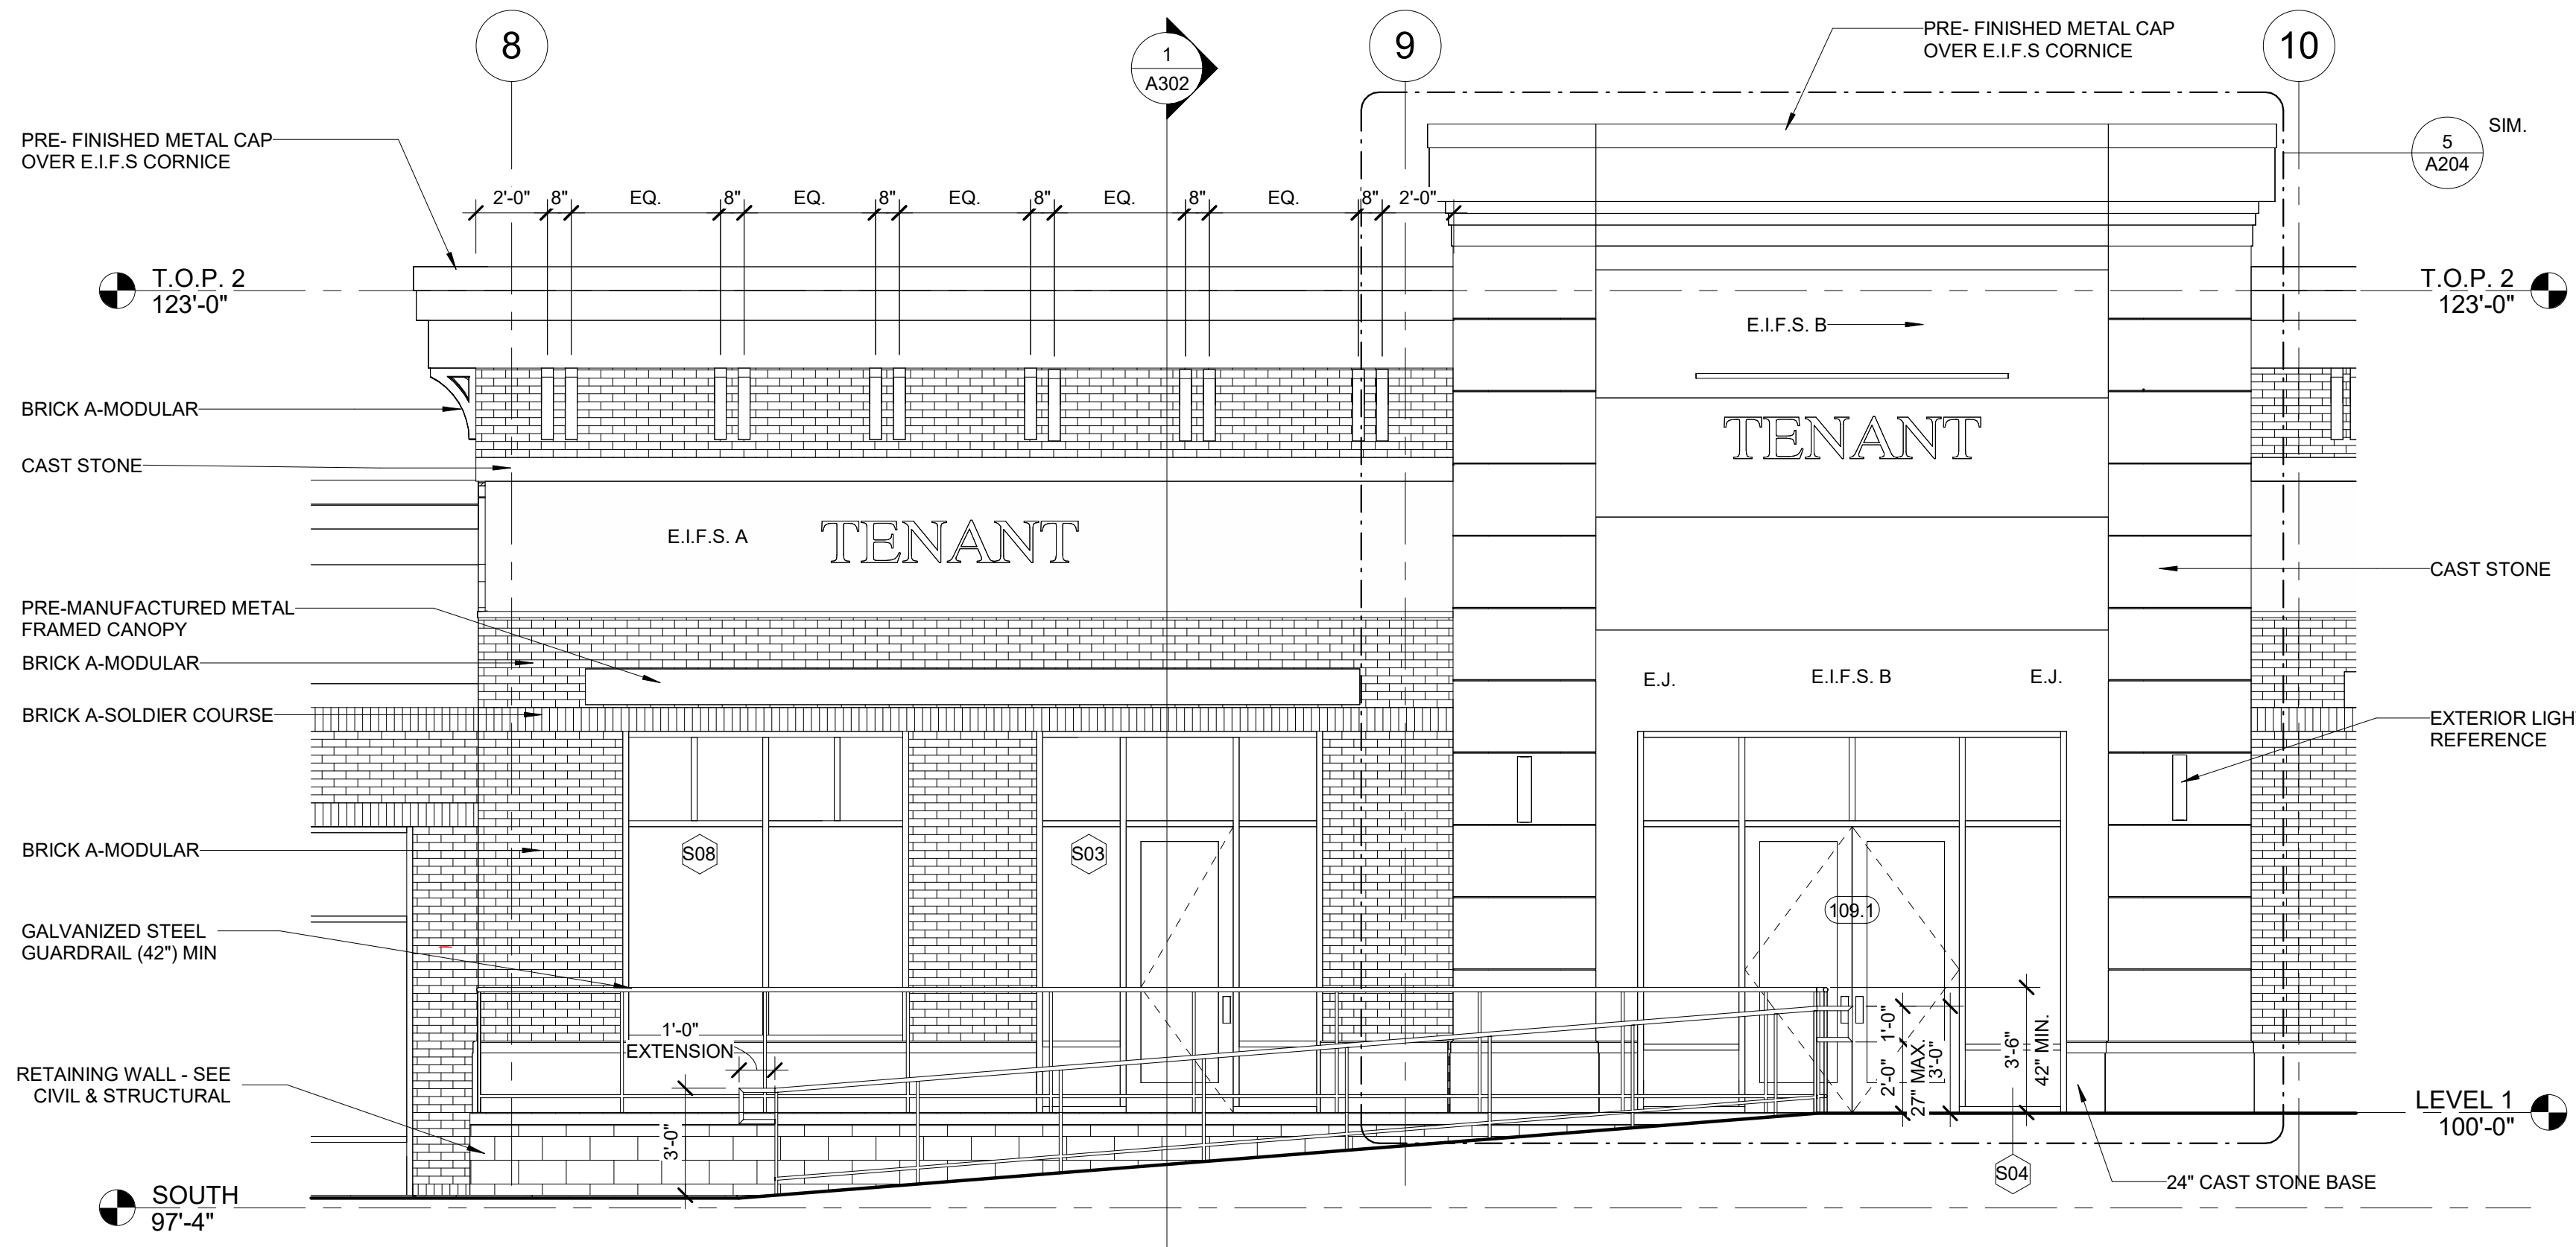 8
1
A302
9
PRE- FINISHED METAL CAP
OVER E.I.F.S CORNICE
10
PRE- FINISHED METAL CAP
OVER E.I.F.S CORNICE
5
A204
SIM.
2'-0"
8"
EQ.
8"
EQ.
8"
EQ.
8"
EQ.
8"
EQ.
8"
2'-0"
T.O.P. 2
123'-0"
T.O.P. 2
123'-0"
E.I.F.S. B
BRICK A-MODULAR
TENANT
CAST STONE
E.I.F.S. A
TENANT
CAST STONE
PRE-MANUFACTURED METAL
FRAMED CANOPY
BRICK A-MODULAR
E.J.
E.I.F.S. B
E.J.
BRICK A-SOLDIER COURSE
EXTERIOR LIGH
REFERENCE
BRICK A-MODULAR
S08
S03
109.1
GALVANIZED STEEL
GUARDRAIL (42") MIN
1'-0"
EXTENSION
1'-0"
2'-0"
27" MAX.
3'-0"
3'-6"
42" MIN.
RETAINING WALL - SEE
CIVIL & STRUCTURAL
3'-0"
LEVEL 1
100'-0"
S04
24" CAST STONE BASE
SOUTH
97'-4"